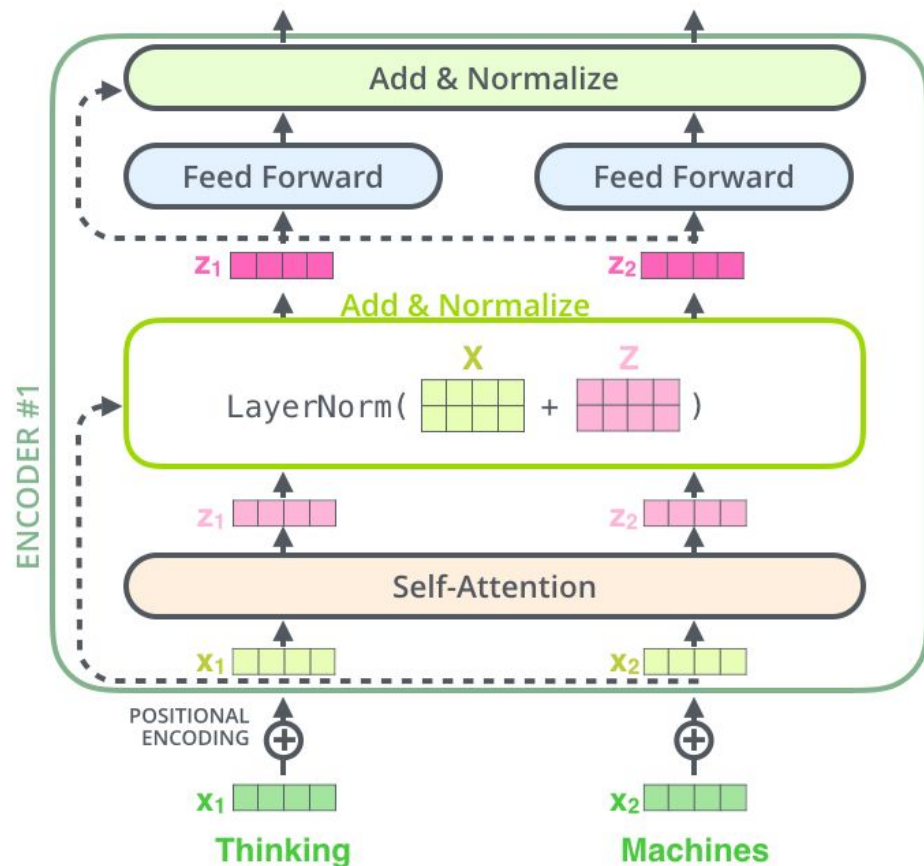 Add & Normalize
Feed Forward
Feed Forward
z1
z2
Add & Normalize
X
Z
LayerNorm( + )
ENCODER #1
z1
z2
Self-Attention
x1
x2
POSITIONAL
ENCODING
x1
x2
Thinking
Machines